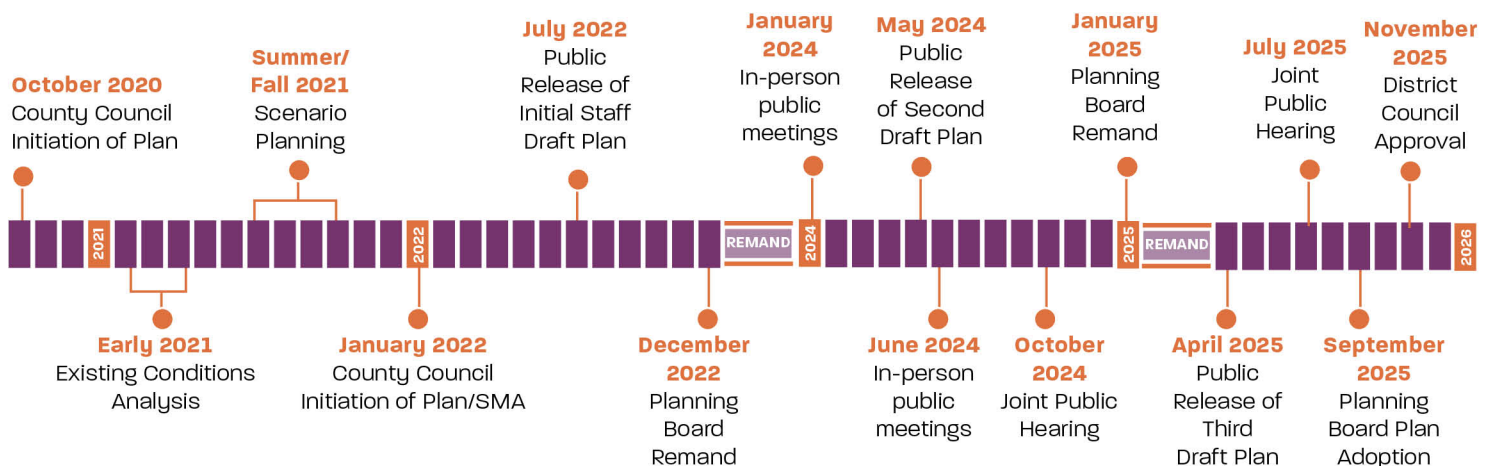 October 2020
County Council
Initiation of Plan
Summer/
Fall 2021
Scenario
Planning
July 2022
Public
Release of
Initial Staff
Draft Plan
January
2024
In-person
public
meetings
May 2024
Public
Release
of Second
Draft Plan
January
2025
Planning
Board
Remand
July 2025
Joint
Public
Hearing
November
2025
District
Council
Approval
2021
2022
REMAND
2024
2025
REMAND
2026
Early 2021
Existing Conditions
Analysis
January 2022
County Council
Initiation of Plan/SMA
December
2022
Planning
Board
Remand
June 2024
In-person
public
meetings
October
2024
Joint Public
Hearing
April 2025
Public
Release of
Third
Draft Plan
September
2025
Planning
Board Plan
Adoption